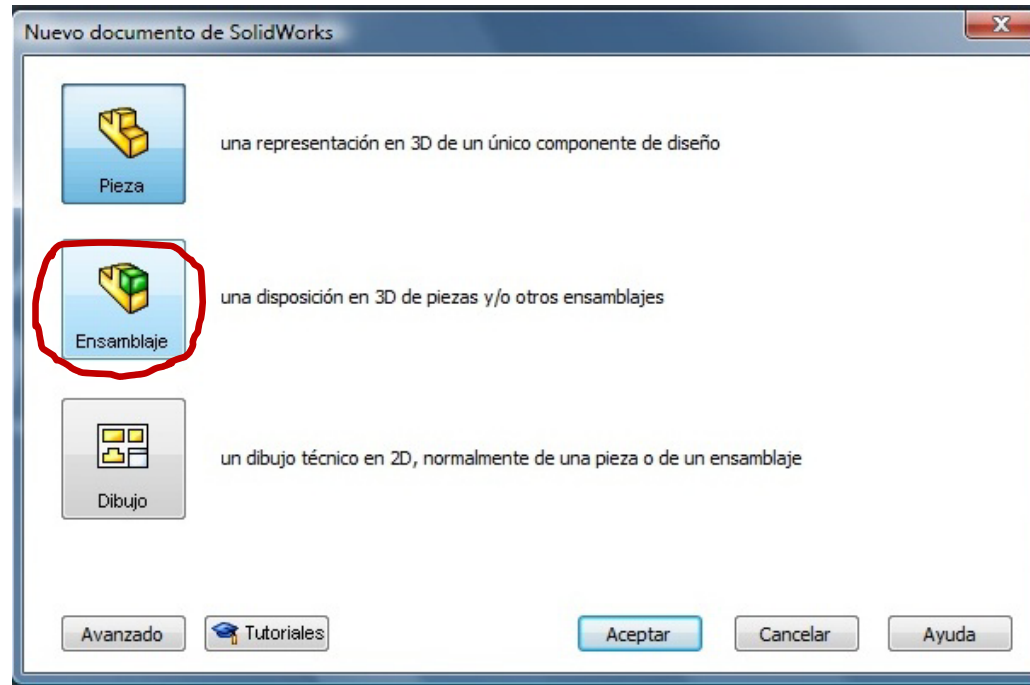 Nuevo documento de SolidWorks
una representación en 3D de un único componente de diseño
Pieza
una disposición en 3D de piezas y/o otros ensamblajes
Ensamblaje
un dibujo técnico en 2D, normalmente de una pieza o de un ensamblaje
Dibujo
Avanzado Tutoriales Aceptar Cancelar Ayuda